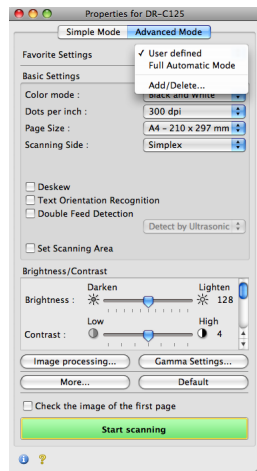 Properties for DR-C125
Simple Mode Advanced Mode
Favorite Settings ✓ User defined
Full Automatic Mode
Add/Delete...
Basic Settings
Color mode : Black and White
Dots per inch : 300 dpi
Page Size : A4 - 210 x 297 mm
Scanning Side : Simplex
Deskew
Text Orientation Recognition
Double Feed Detection
Detect by Ultrasonic
Set Scanning Area
Brightness/Contrast
Darken Lighten
Brightness : 128
Low High
Contrast : 4
Image processing... Gamma Settings...
More... Default
Check the image of the first page
Start scanning